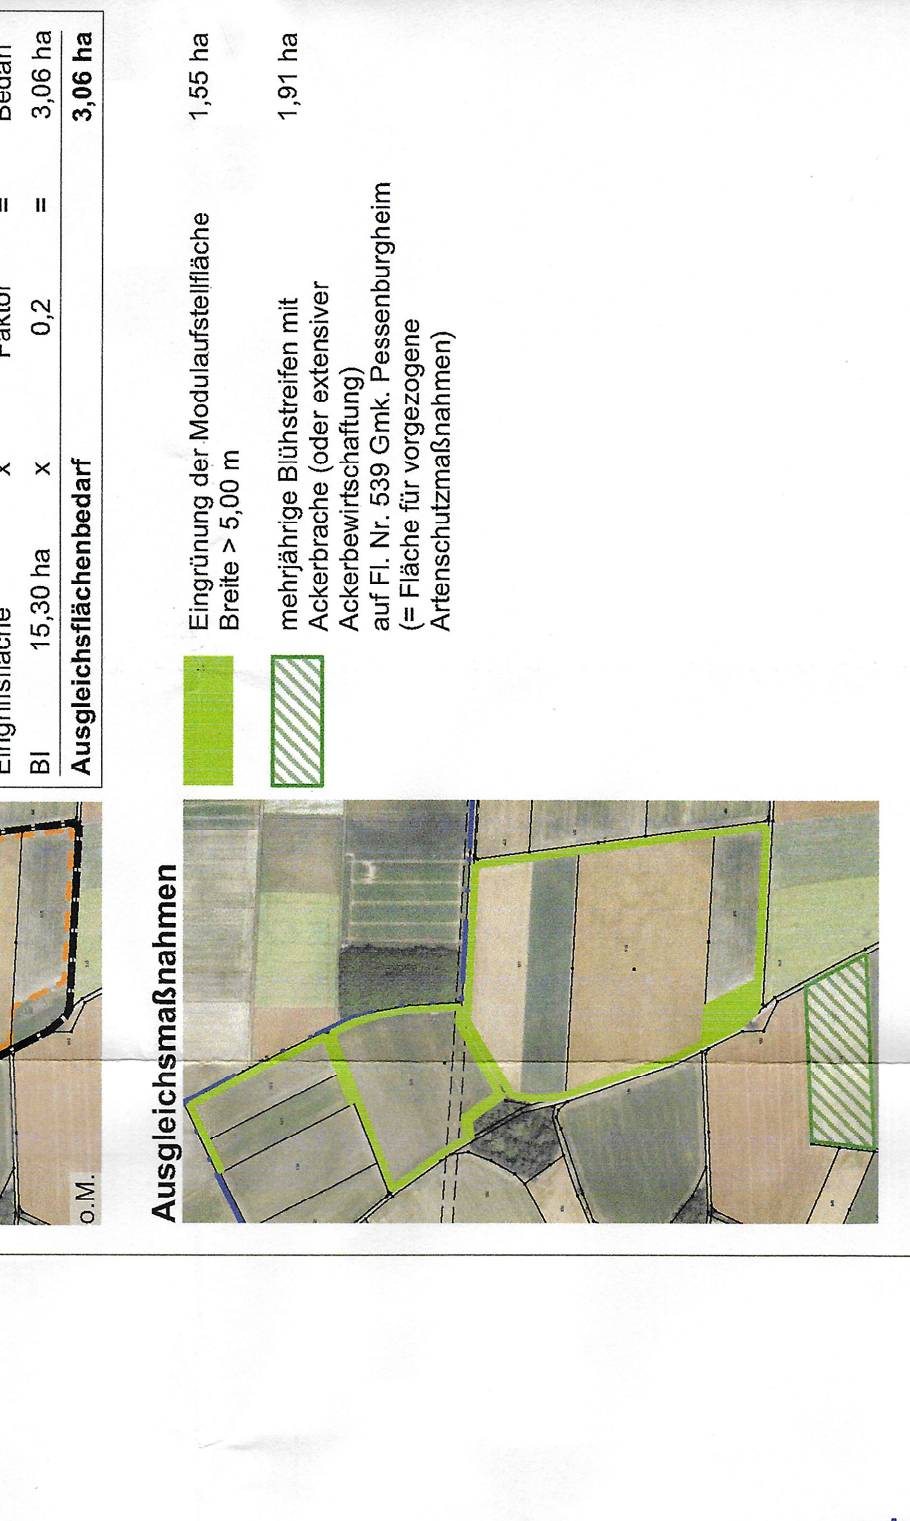 Eingriffsfläche x Faktor = Bedarf
BI 15,30 ha x 0,2 = 3,06 ha
Ausgleichsflächenbedarf 3,06 ha
o.M.
Ausgleichsmaßnahmen
Eingrünung der Modulaufstellfläche 1,55 ha
Breite > 5,00 m
mehrjährige Blühstreifen mit 1,91 ha
Ackerbrache (oder extensiver
Ackerbewirtschaftung)
auf Fl. Nr. 539 Gmk. Pessenburgheim
(= Fläche für vorgezogene
Artenschutzmaßnahmen)